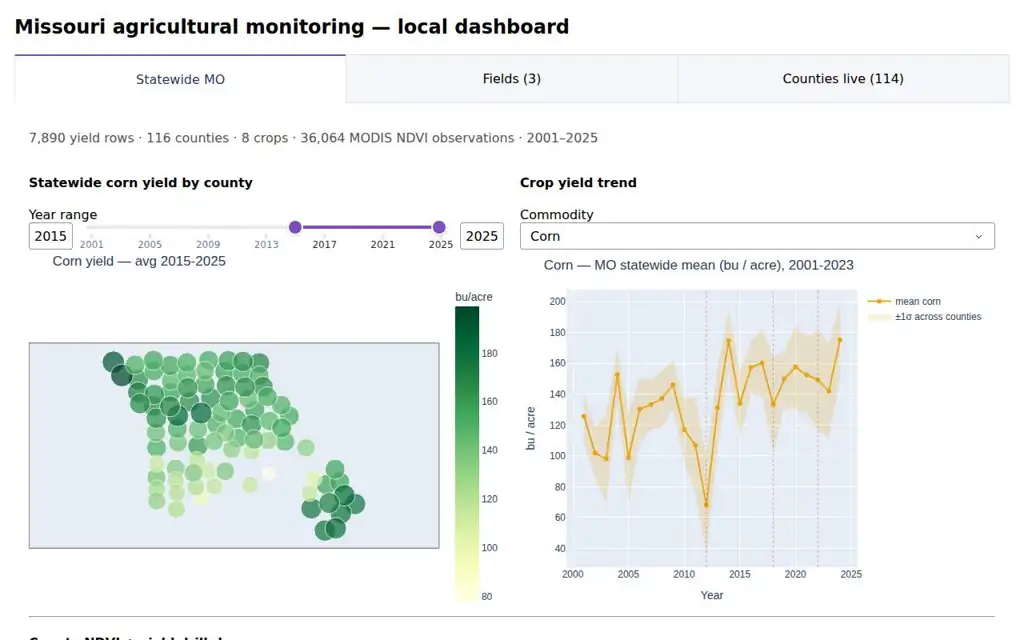 Missouri agricultural monitoring — local dashboard
Statewide MO
Fields (3)
Counties live (114)
7,890 yield rows · 116 counties · 8 crops · 36,064 MODIS NDVI observations · 2001–2025
Statewide corn yield by county
Year range
2015
2001 2005 2009 2013 2017 2021 2025
2025
Corn yield — avg 2015-2025
bu/acre
180
160
140
120
100
80
Crop yield trend
Commodity
Corn
Corn — MO statewide mean (bu / acre), 2001-2023
200
180
160
140
120
100
80
60
40
bu / acre
2000 2005 2010 2015 2020 2025
Year
mean corn
±1σ across counties